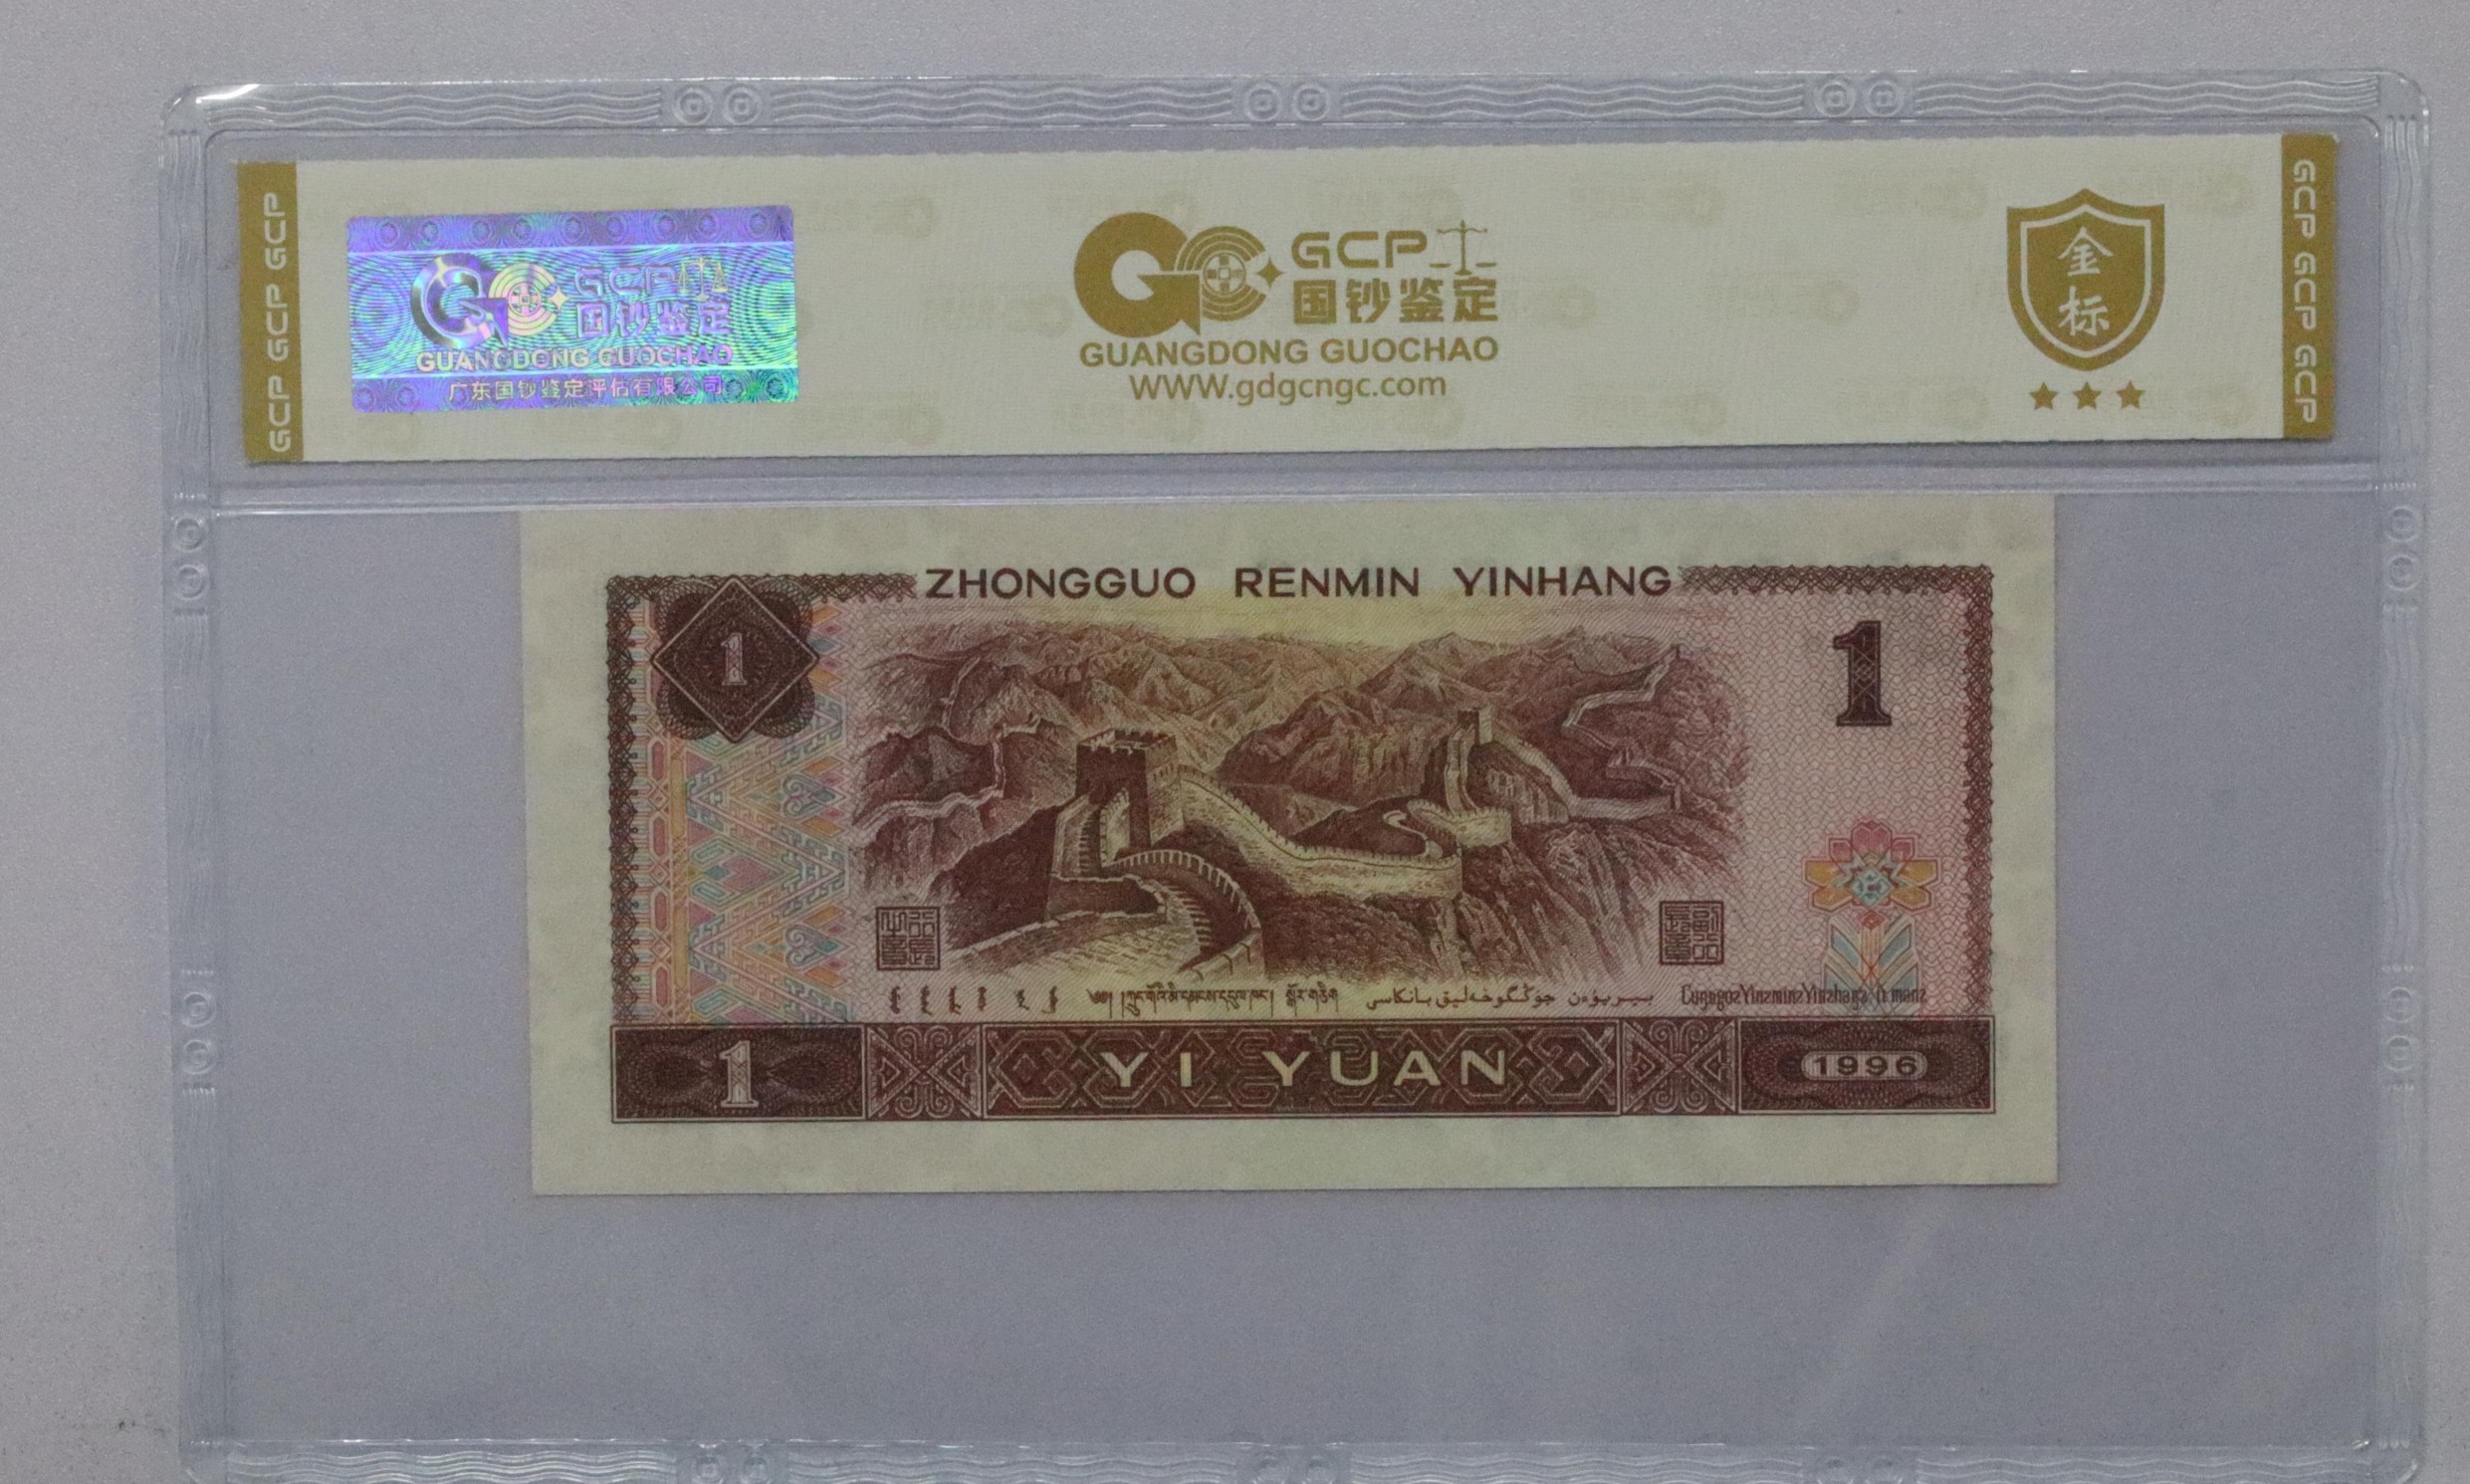 GCP GCP GCP
GCP
国钞鉴定
GUANGDONG GUOCHAO
广东国钞鉴定评估有限公司
GCP
国钞鉴定
GUANGDONG GUOCHAO
WWW.gdgcngc.com
金
标
GCP GCP GCP
ZHONGGUO RENMIN YINHANG
1
1
1
YI YUAN
1996